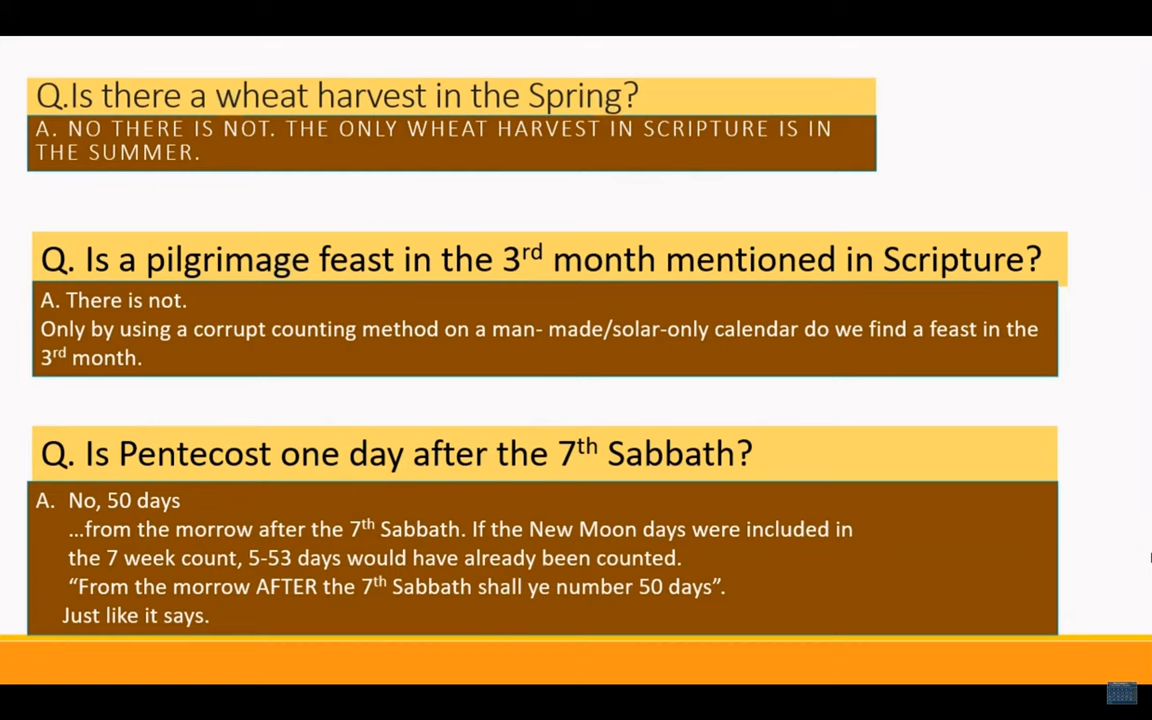 Q.Is there a wheat harvest in the Spring?
A. NO THERE IS NOT. THE ONLY WHEAT HARVEST IN SCRIPTURE IS IN
THE SUMMER.
Q. Is a pilgrimage feast in the 3rd month mentioned in Scripture?
A. There is not.
Only by using a corrupt counting method on a man- made/solar-only calendar do we find a feast in the
3rd month.
Q. Is Pentecost one day after the 7th Sabbath?
A. No, 50 days
…from the morrow after the 7th Sabbath. If the New Moon days were included in
the 7 week count, 5-53 days would have already been counted.
“From the morrow AFTER the 7th Sabbath shall ye number 50 days”.
Just like it says.